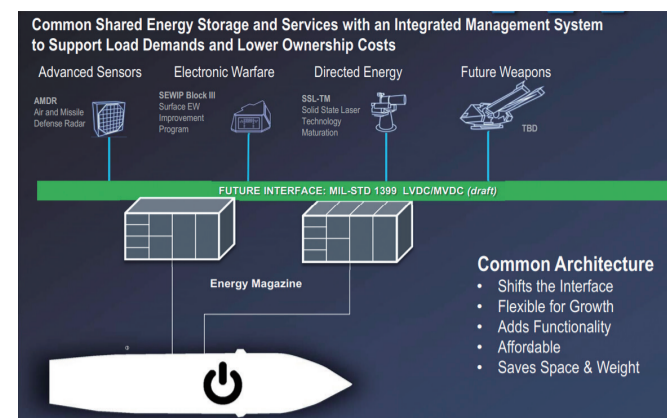 Common Shared Energy Storage and Services with an Integrated Management System
to Support Load Demands and Lower Ownership Costs
Advanced Sensors
Electronic Warfare
Directed Energy
Future Weapons
AMDR
Air and Missile
Defense Radar
SEWIP Block III
Surface EW
Improvement
Program
SSL-TM
Solid State Laser
Technology
Maturation
TBD
FUTURE INTERFACE: MIL-STD 1399 LVDC/MVDC (draft)
Energy Magazine
Common Architecture
• Shifts the Interface
• Flexible for Growth
• Adds Functionality
• Affordable
• Saves Space & Weight